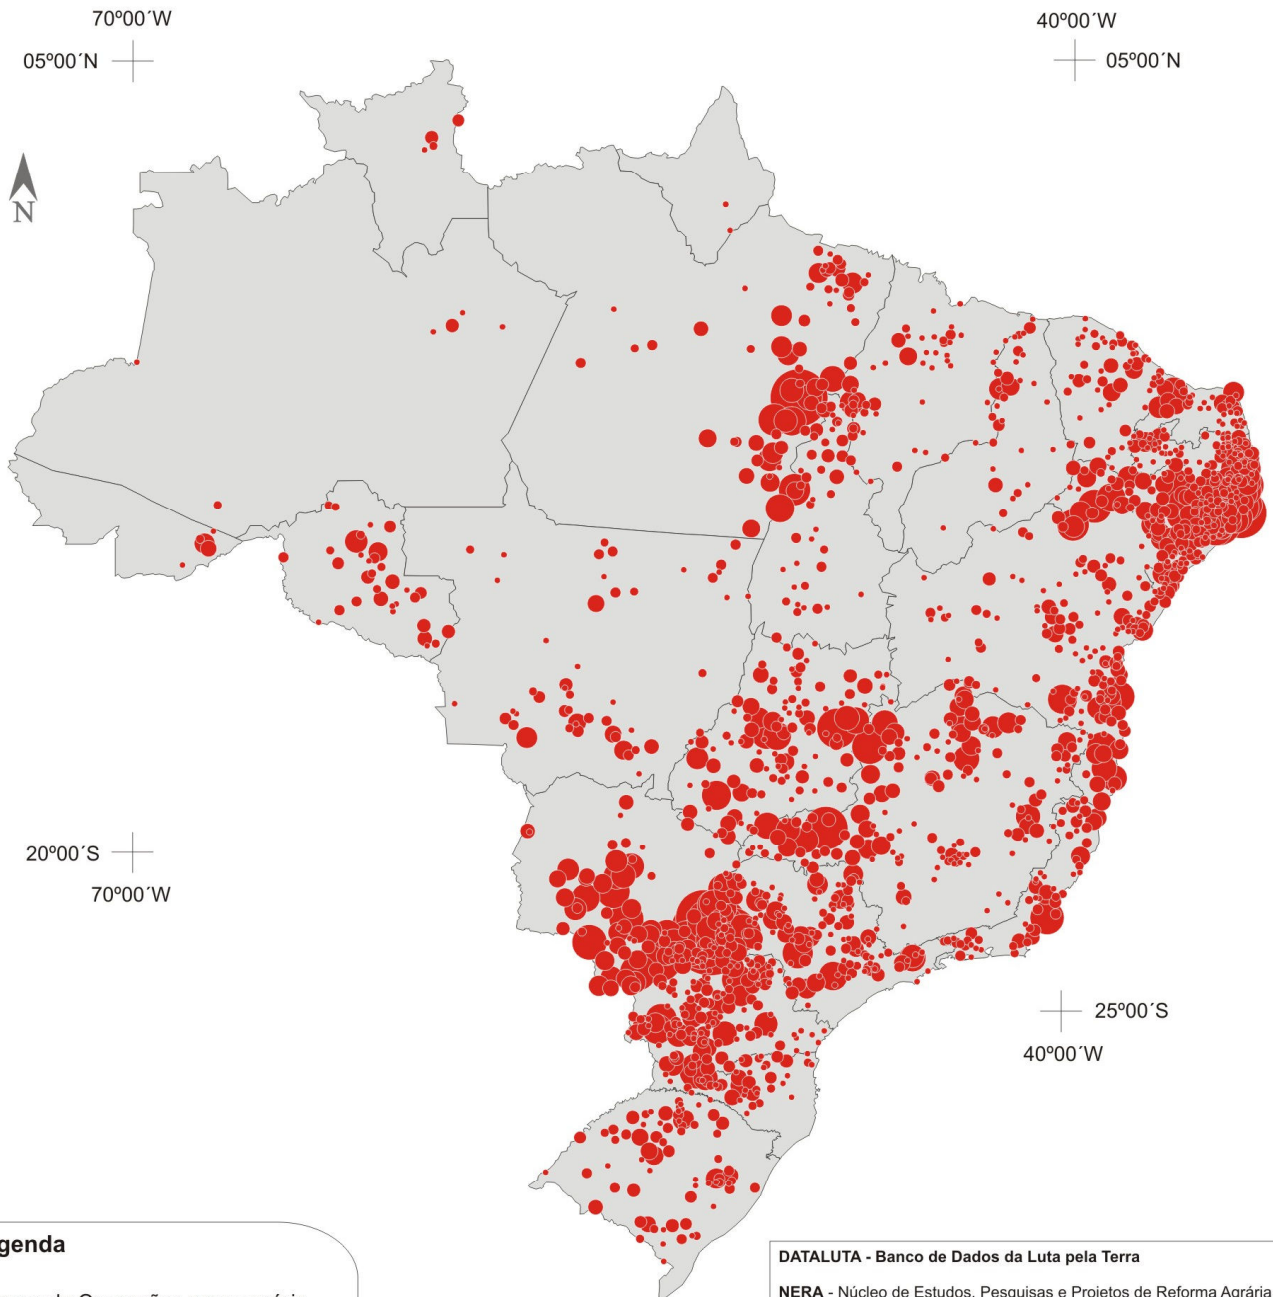 70º00´W
40º00´W
05º00´N
05º00´N
N
20º00´S
70º00´W
25º00´S
40º00´W
genda
DATALUTA - Banco de Dados da Luta pela Terra
NERA - Núcleo de Estudos, Pesquisas e Projetos de Reforma Agrária